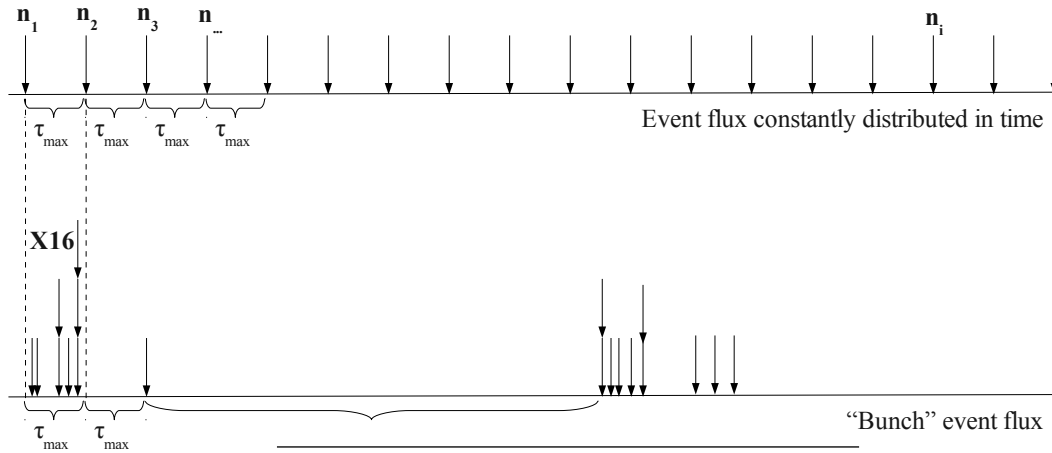 n1 n2 n3 n... ni
τmax τmax τmax τmax
Event flux constantly distributed in time
X16
τmax τmax
“Bunch” event flux